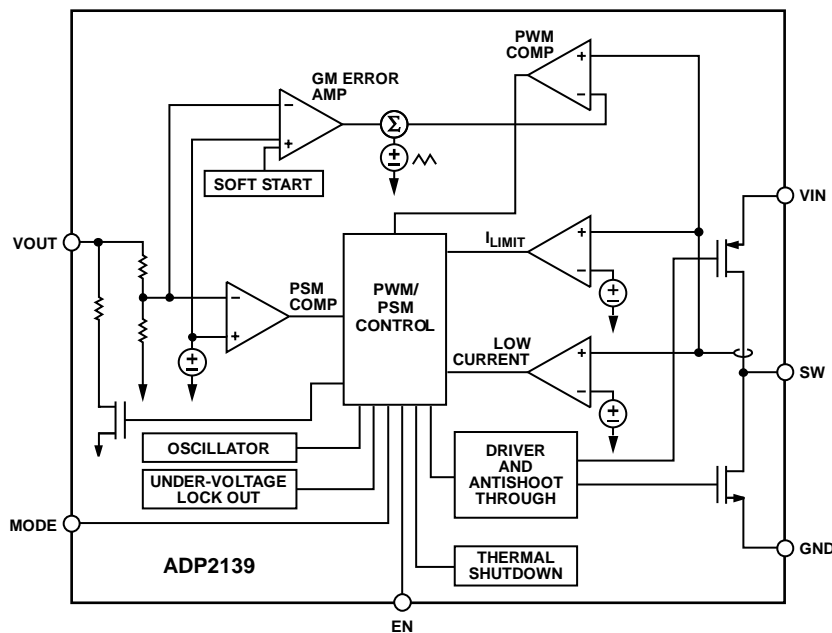 PWM
COMP
GM ERROR
AMP
+
−
−
+
Σ
+
−
SOFT START
VIN
VOUT
I_LIMIT
+
−
+
−
PSM
COMP
−
+
PWM/
PSM
CONTROL
LOW
CURRENT
+
−
+
−
+
−
SW
OSCILLATOR
UNDER-VOLTAGE
LOCK OUT
DRIVER
AND
ANTISHOOT
THROUGH
MODE
ADP2139
THERMAL
SHUTDOWN
GND
EN